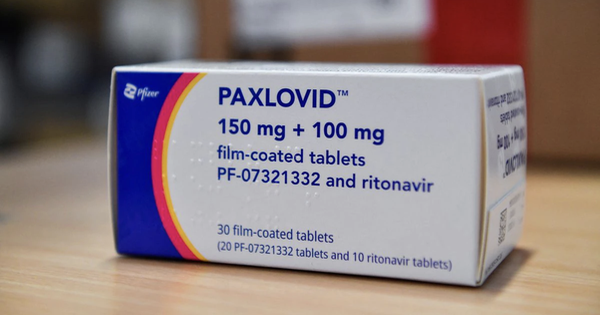 Pfizer
PAXLOVID™
150 mg + 100 mg
film-coated tablets
PF-07321332 and ritonavir
30 film-coated tablets
(20 PF-07321332 tablets and 10 ritonavir tablets)